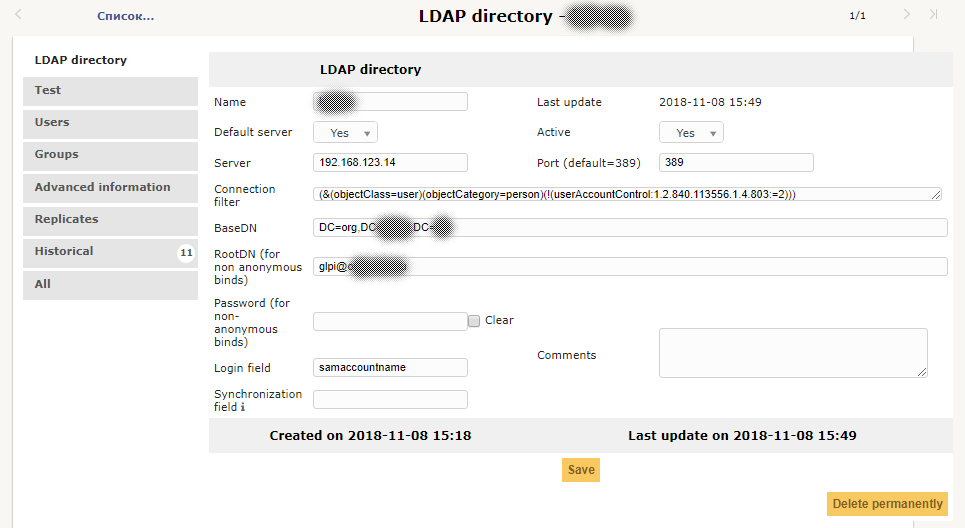 Список...
LDAP directory -
1/1
LDAP directory
Test
Users
Groups
Advanced information
Replicates
Historical 11
All
LDAP directory
Name
Last update 2018-11-08 15:49
Default server Yes
Active Yes
Server 192.168.123.14
Port (default=389) 389
Connection
filter
(&(objectClass=user)(objectCategory=person)(!(userAccountControl:1.2.840.113556.1.4.803:=2)))
BaseDN DC=org,DC DC=
RootDN (for
non anonymous
binds)
glpi@
Password (for
non-
anonymous
binds)
Clear
Comments
Login field samaccountname
Synchronization
field i
Created on 2018-11-08 15:18
Last update on 2018-11-08 15:49
Save
Delete permanently